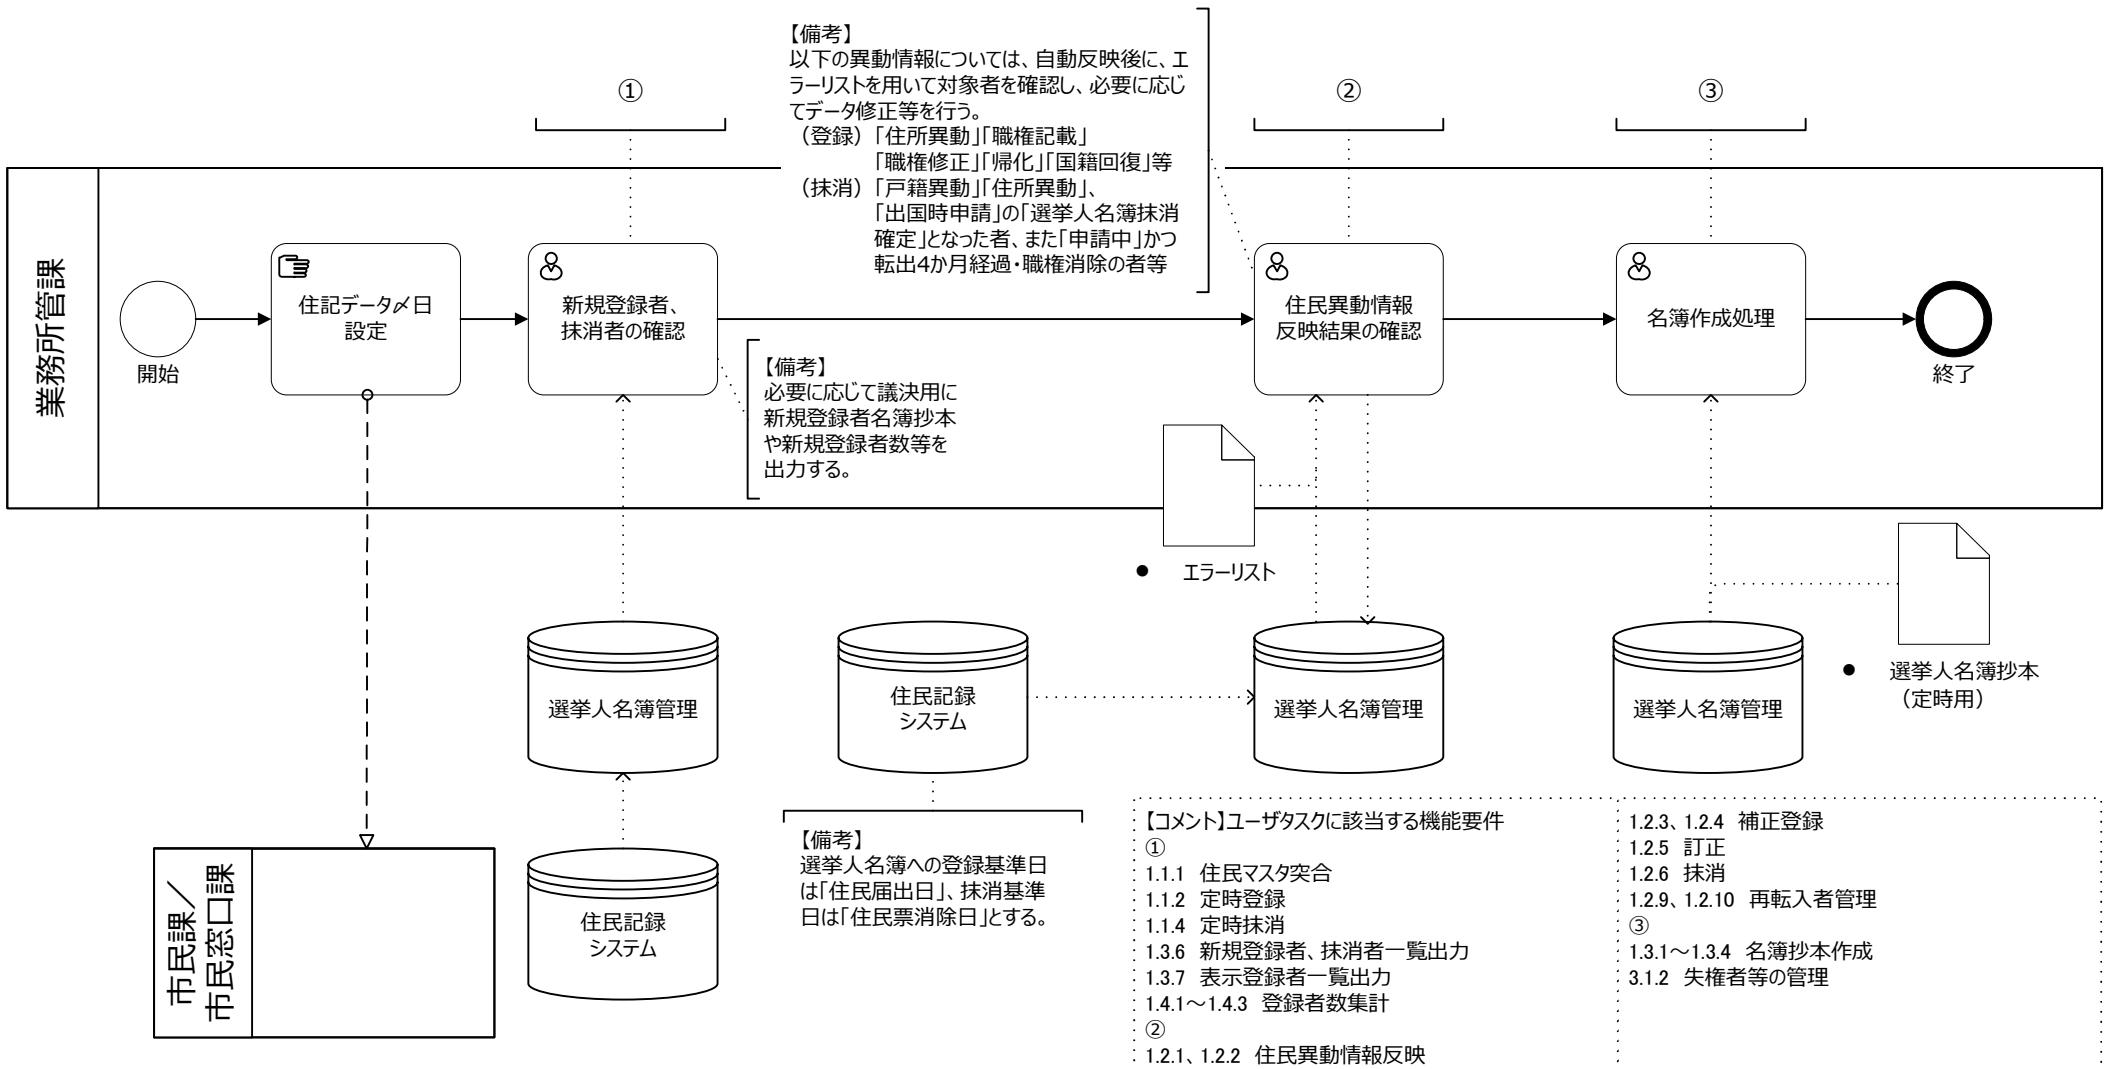 【備考】
以下の異動情報については、自動反映後に、エ
ラーリストを用いて対象者を確認し、必要に応じ
てデータ修正等を行う。
（登録）「住所異動」「職権記載」
「職権修正」「帰化」「国籍回復」等
（抹消）「戸籍異動」「住所異動」、
「出国時申請」の「選挙人名簿抹消
確定」となった者、また「申請中」かつ
転出4か月経過・職権消除の者等
①
②
③
業務所管課
開始
住記データ〆日
設定
新規登録者、
抹消者の確認
住民異動情報
反映結果の確認
名簿作成処理
終了
【備考】
必要に応じて議決用に
新規登録者名簿抄本
や新規登録者数等を
出力する。
● エラーリスト
選挙人名簿管理
住民記録
システム
選挙人名簿管理
選挙人名簿管理
● 選挙人名簿抄本
（定時用）
市民課／
市民窓口課
住民記録
システム
【備考】
選挙人名簿への登録基準日
は「住民届出日」、抹消基準
日は「住民票消除日」とする。
【コメント】ユーザタスクに該当する機能要件
①
1.1.1 住民マスタ突合
1.1.2 定時登録
1.1.4 定時抹消
1.3.6 新規登録者、抹消者一覧出力
1.3.7 表示登録者一覧出力
1.4.1～1.4.3 登録者数集計
②
1.2.1、1.2.2 住民異動情報反映
1.2.3、1.2.4 補正登録
1.2.5 訂正
1.2.6 抹消
1.2.9、1.2.10 再転入者管理
③
1.3.1～1.3.4 名簿抄本作成
3.1.2 失権者等の管理